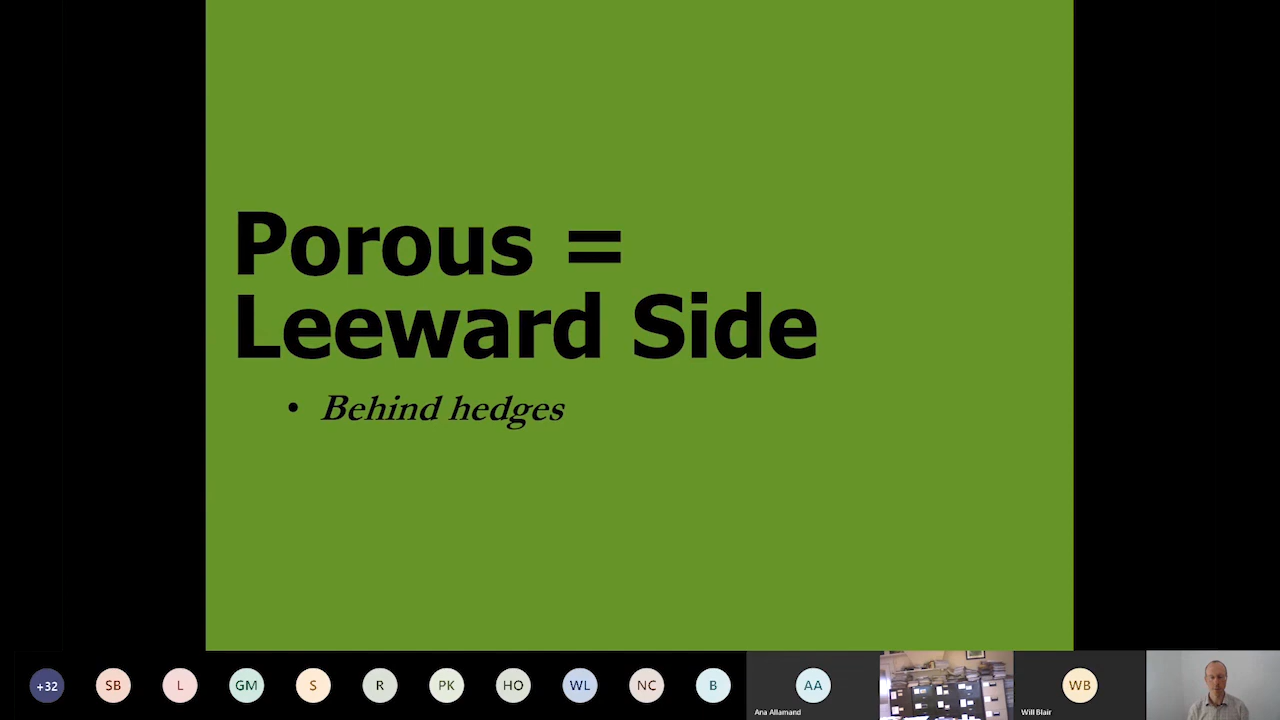 Porous =
Leeward Side
• Behind hedges
+32
SB
L
GM
S
R
PK
HO
WL
NC
B
AA
Ana Allamand
WB
Will Blair